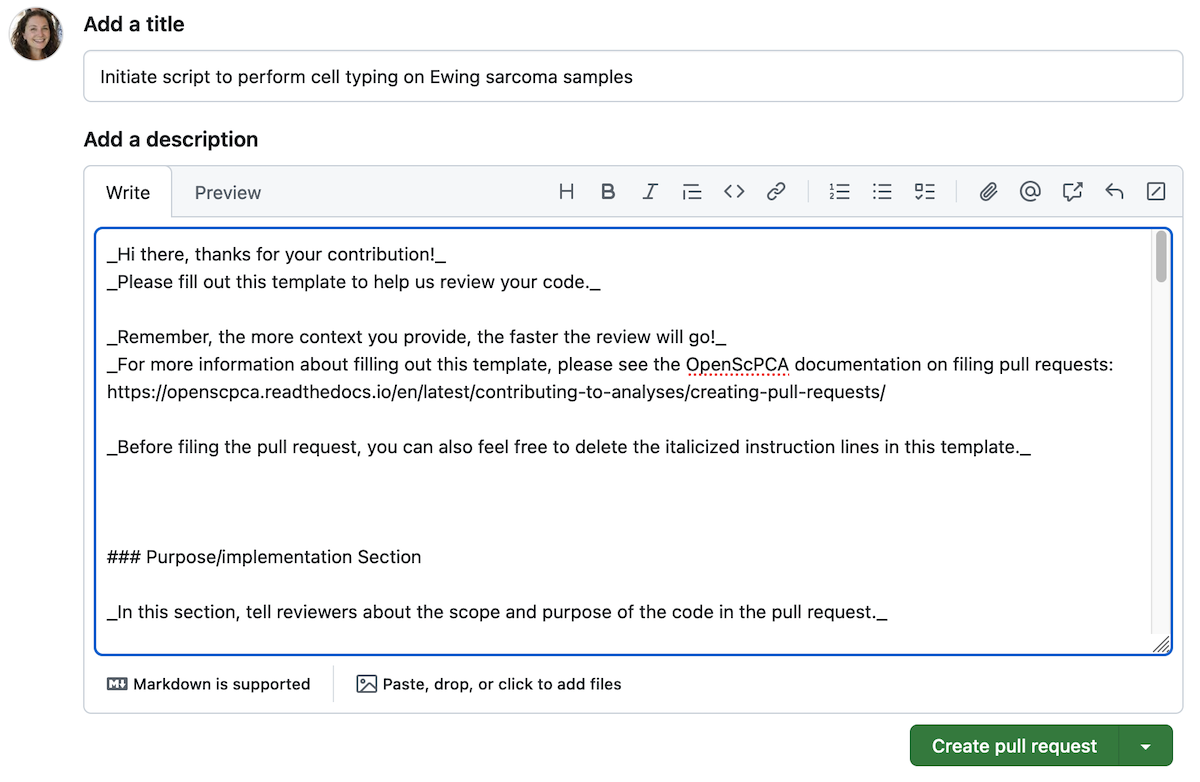 Add a title
Initiate script to perform cell typing on Ewing sarcoma samples
Add a description
Write
Preview
_Hi there, thanks for your contribution!_
_Please fill out this template to help us review your code._
_Remember, the more context you provide, the faster the review will go!_
_For more information about filling out this template, please see the OpenScPCA documentation on filing pull requests:
https://openscpca.readthedocs.io/en/latest/contributing-to-analyses/creating-pull-requests/
_Before filing the pull request, you can also feel free to delete the italicized instruction lines in this template._
### Purpose/implementation Section
_In this section, tell reviewers about the scope and purpose of the code in the pull request._
Markdown is supported
Paste, drop, or click to add files
Create pull request